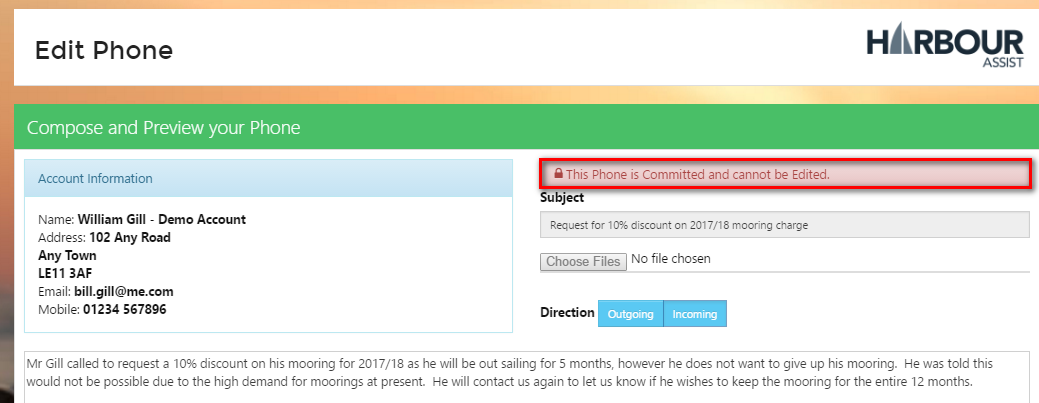 Edit Phone
HARBOUR
ASSIST
Compose and Preview your Phone
Account Information
Name: William Gill - Demo Account
Address: 102 Any Road
Any Town
LE11 3AF
Email: bill.gill@me.com
Mobile: 01234 567896
This Phone is Committed and cannot be Edited.
Subject
Request for 10% discount on 2017/18 mooring charge
Choose Files No file chosen
Direction Outgoing Incoming
Mr Gill called to request a 10% discount on his mooring for 2017/18 as he will be out sailing for 5 months, however he does not want to give up his mooring.  He was told this
would not be possible due to the high demand for moorings at present.  He will contact us again to let us know if he wishes to keep the mooring for the entire 12 months.